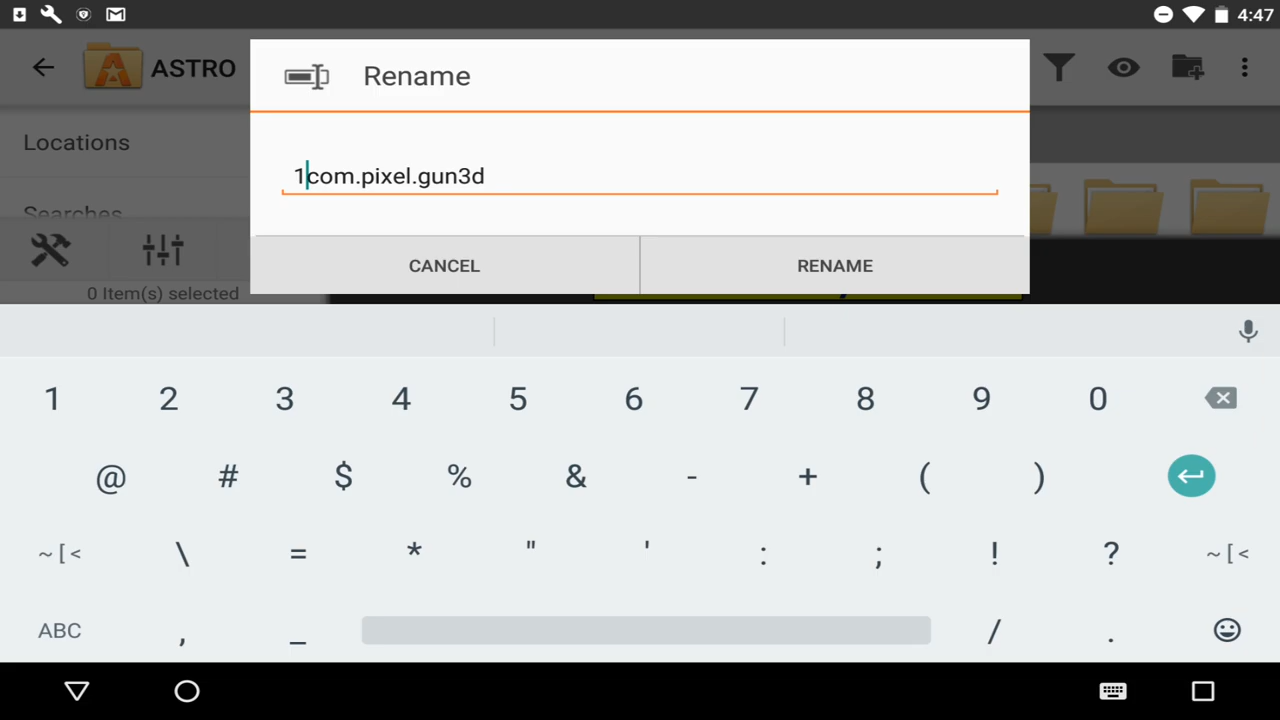 4:47
ASTRO
Rename
Locations
1com.pixel.gun3d
Searches
CANCEL
RENAME
0 Item(s) selected
1 2 3 4 5 6 7 8 9 0
@ # $ % & - + ( )
~ [ < \ = * " ' : ; ! ? ~ [ <
ABC , _ / .